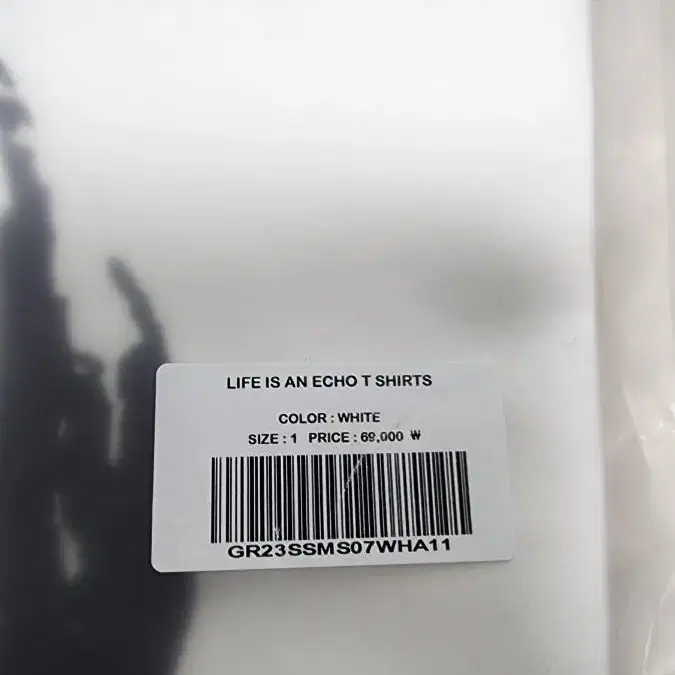 LIFE IS AN ECHO T SHIRTS
COLOR : WHITE
SIZE : 1 PRICE : 69,000 ₩
GR23SSMS07WHA11